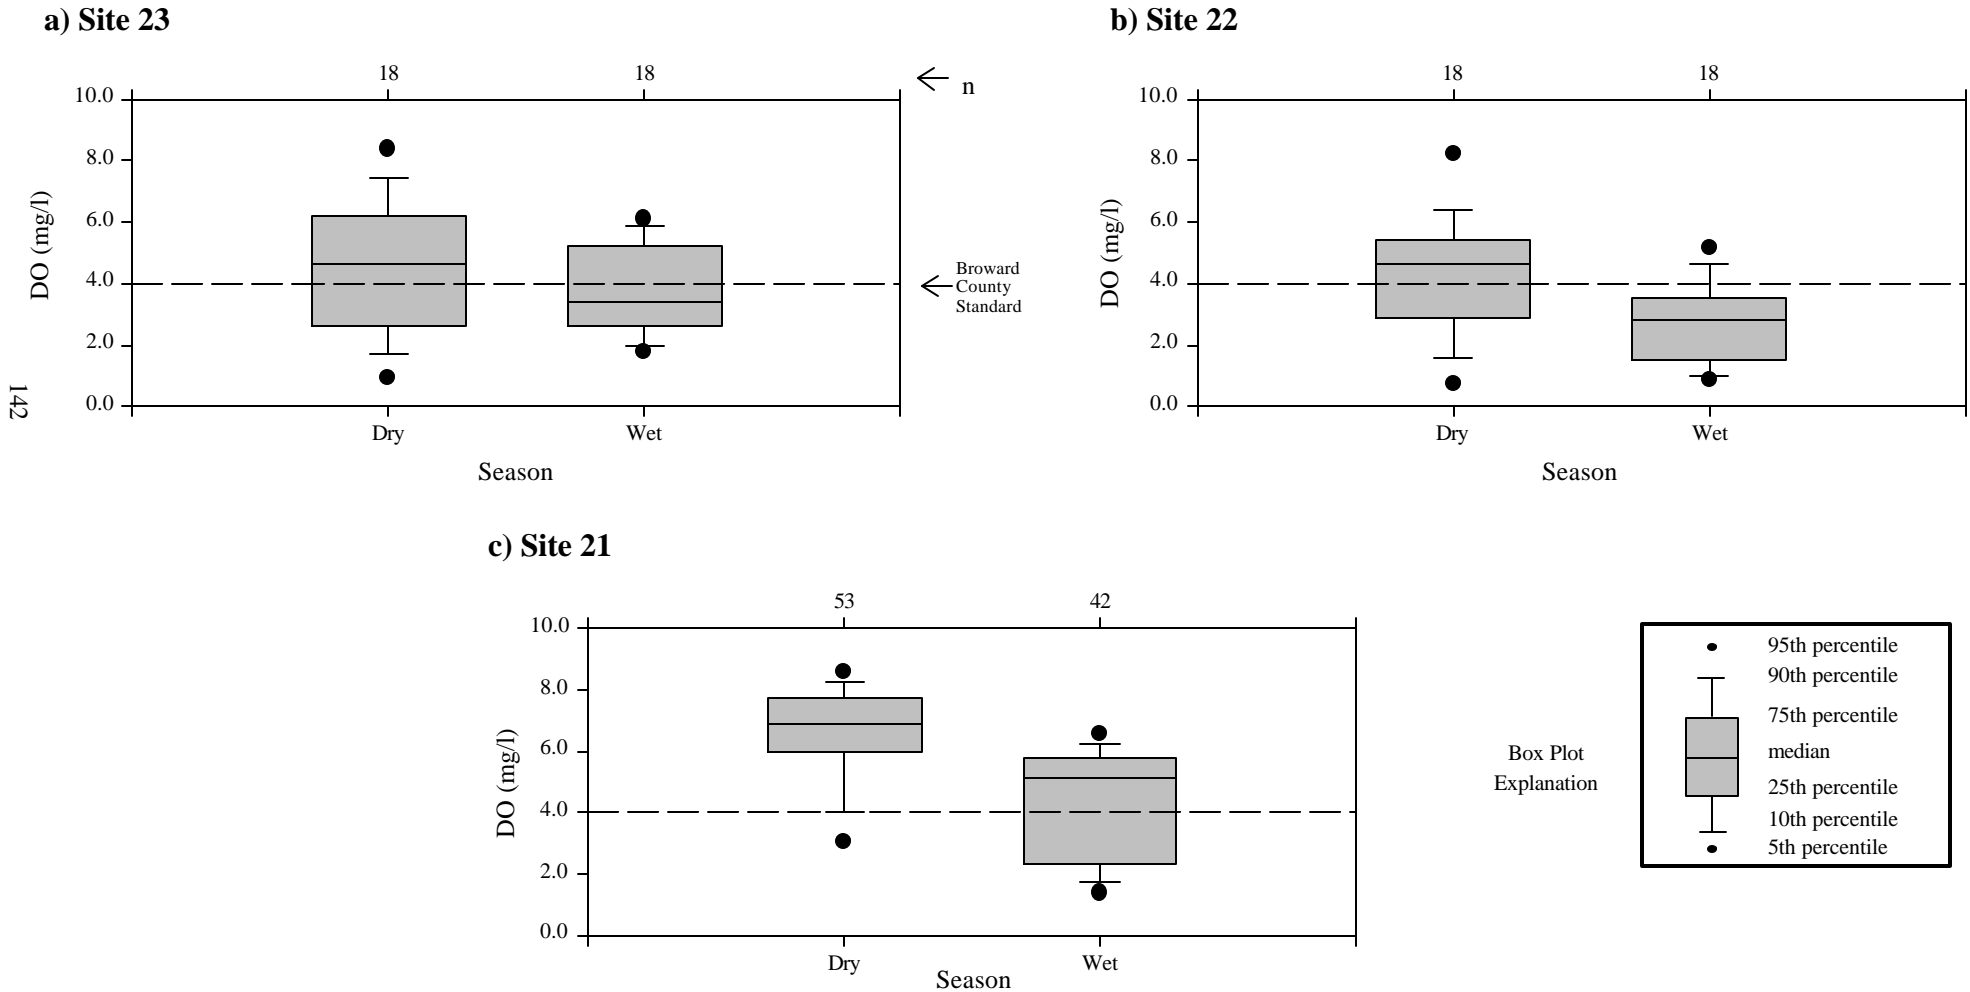 a) Site 23
18 18
n
10.0
8.0
6.0
4.0
2.0
0.0
DO (mg/l)
Dry Wet
Season
Broward
County
Standard
b) Site 22
18 18
10.0
8.0
6.0
4.0
2.0
0.0
DO (mg/l)
Dry Wet
Season
142
c) Site 21
53 42
10.0
8.0
6.0
4.0
2.0
0.0
DO (mg/l)
Dry Wet
Season
Box Plot
Explanation
95th percentile
90th percentile
75th percentile
median
25th percentile
10th percentile
5th percentile